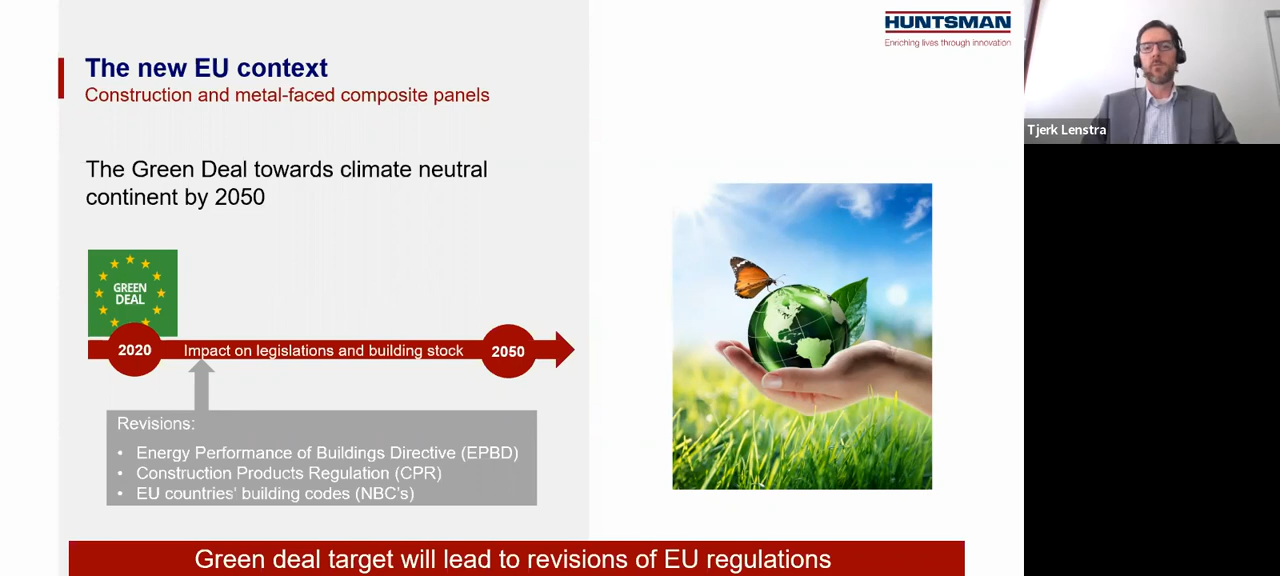 HUNTSMAN
Enriching lives through innovation
Tjerk Lenstra
The new EU context
Construction and metal-faced composite panels
The Green Deal towards climate neutral
continent by 2050
GREEN
DEAL
2020
Impact on legislations and building stock
2050
Revisions:
• Energy Performance of Buildings Directive (EPBD)
• Construction Products Regulation (CPR)
• EU countries' building codes (NBC's)
Green deal target will lead to revisions of EU regulations